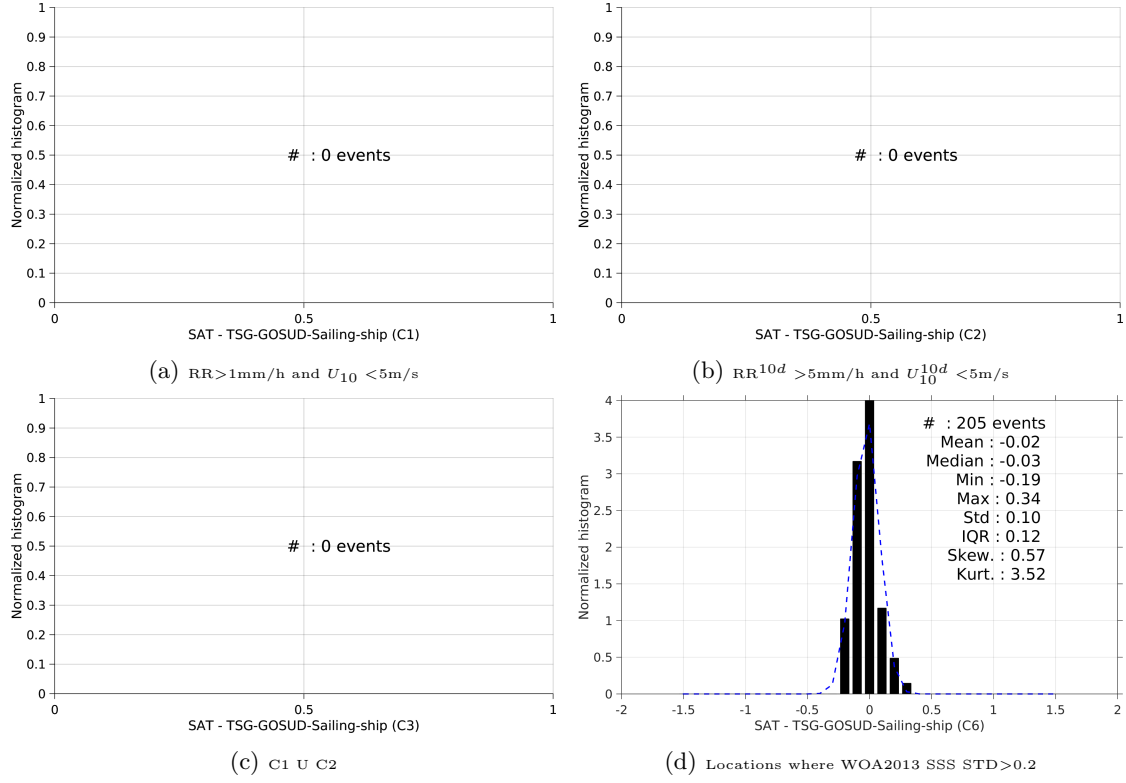 1
0.9
0.8
0.7
0.6
0.5
0.4
0.3
0.2
0.1
0
Normalized histogram
# : 0 events
0 0.5 1
SAT - TSG-GOSUD-Sailing-ship (C1)
(a) RR>1mm/h and U10 <5m/s
1
0.9
0.8
0.7
0.6
0.5
0.4
0.3
0.2
0.1
0
Normalized histogram
# : 0 events
0 0.5 1
SAT - TSG-GOSUD-Sailing-ship (C2)
(b) RR^10d >5mm/h and U10^10d <5m/s
1
0.9
0.8
0.7
0.6
0.5
0.4
0.3
0.2
0.1
0
Normalized histogram
# : 0 events
0 0.5 1
SAT - TSG-GOSUD-Sailing-ship (C3)
(c) C1 U C2
4
3.5
3
2.5
2
1.5
1
0.5
0
Normalized histogram
# : 205 events
Mean : -0.02
Median : -0.03
Min : -0.19
Max : 0.34
Std : 0.10
IQR : 0.12
Skew. : 0.57
Kurt. : 3.52
-2 -1.5 -1 -0.5 0 0.5 1 1.5 2
SAT - TSG-GOSUD-Sailing-ship (C6)
(d) Locations where WOA2013 SSS STD>0.2